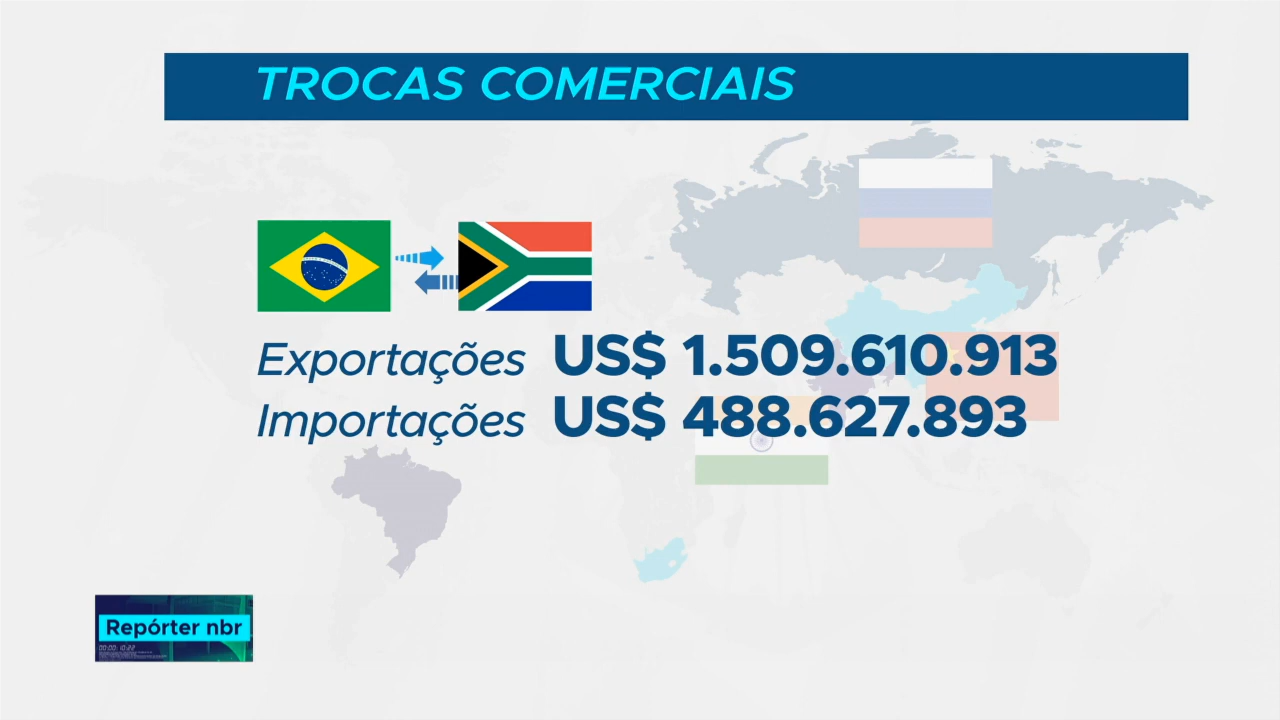 TROCAS COMERCIAIS
Exportações US$ 1.509.610.913
Importações US$ 488.627.893
Repórter nbr